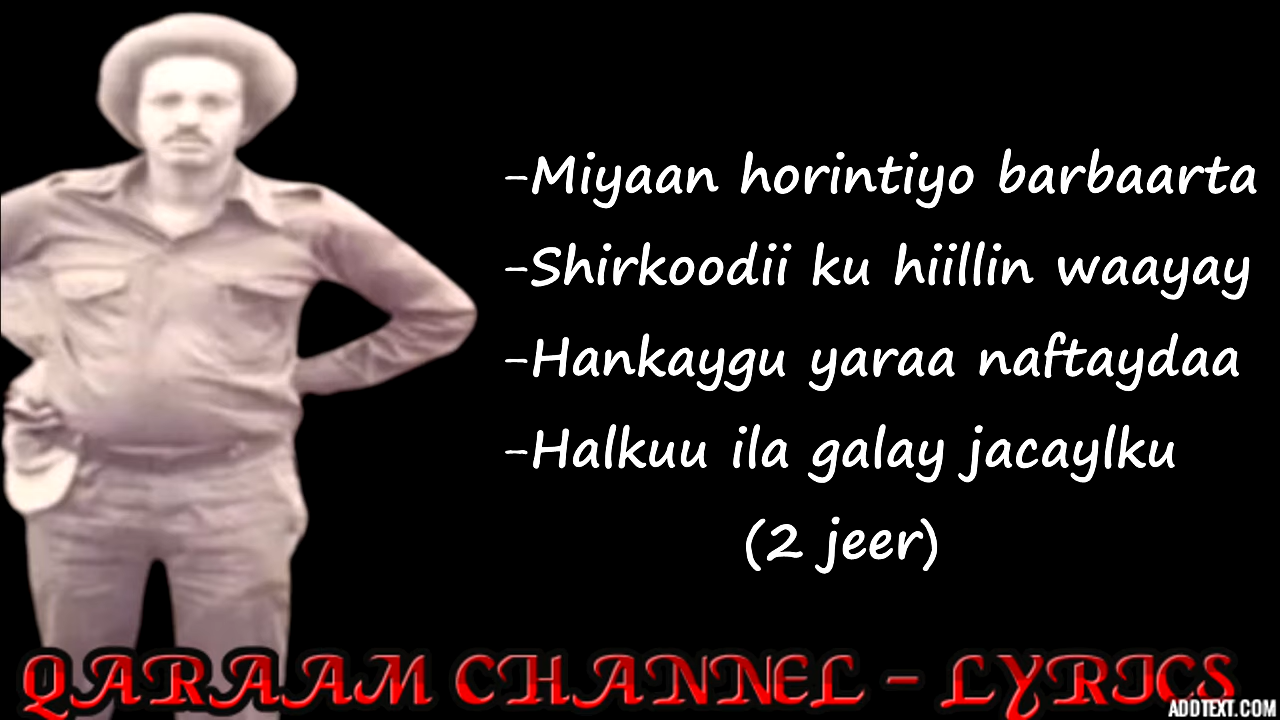 -Miyaan horintiyo barbaarta
-Shirkoodii ku hiillin waayay
-Hankaygu yaraa naftaydaa
-Halkuu ila galay jacaylku
(2 jeer)
QARAAM CHANNEL - LYRICS
ADDTEXT.COM